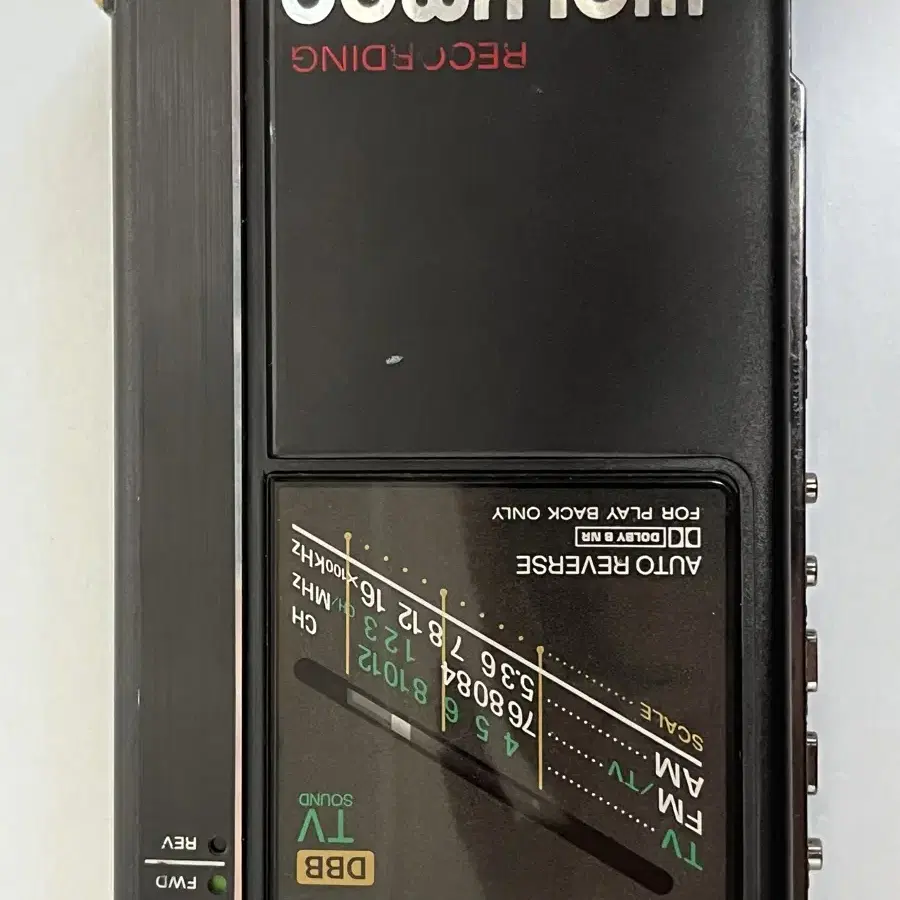 FWD
REV
DBB
TV
SOUND
TV 4 5 6 8 10 12 CH
FM/TV 76 80 84 1 2 3 CH/MHz
AM 5.3 6 7 8 12 16 ×100kHz
SCALE
AUTO REVERSE
DOLBY B NR
FOR PLAY BACK ONLY
RECORDING